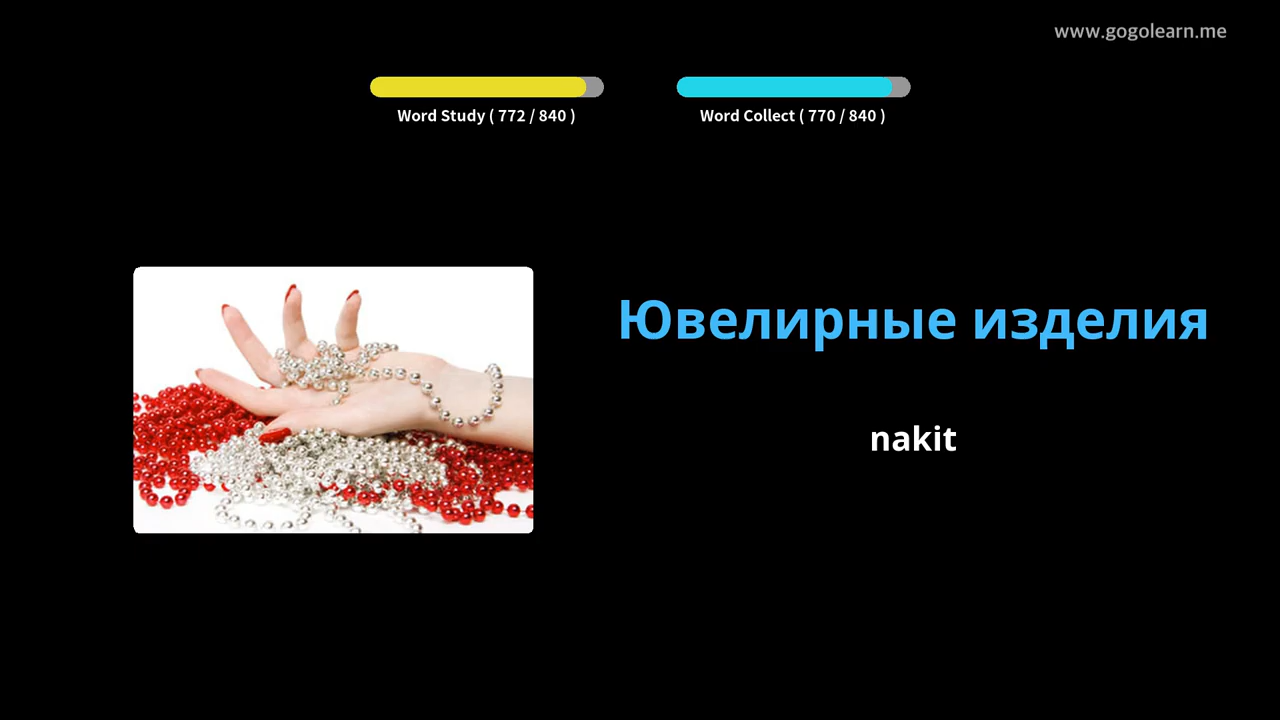 www.gogolearn.me
Word Study ( 772 / 840 )
Word Collect ( 770 / 840 )
Ювелирные изделия
nakit